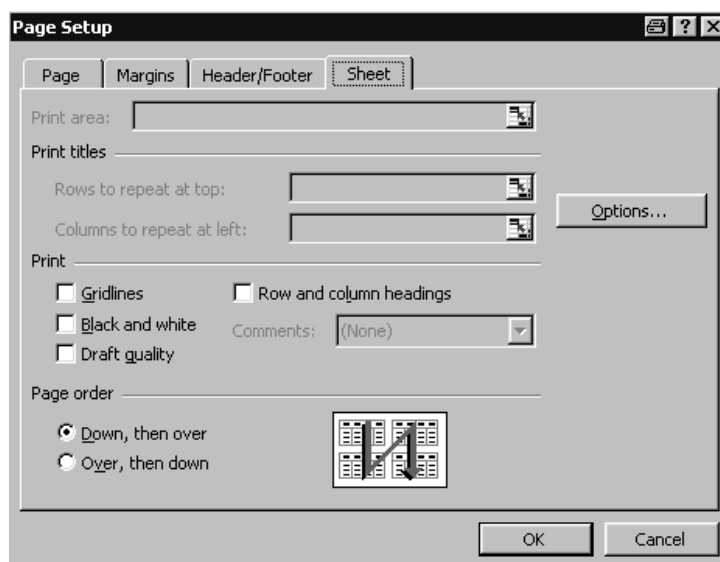 Page Setup
Page Margins Header/Footer Sheet
Print area:
Print titles
Rows to repeat at top:
Columns to repeat at left:
Options...
Print
Gridlines Row and column headings
Black and white Comments: (None)
Draft quality
Page order
Down, then over
Over, then down
OK Cancel